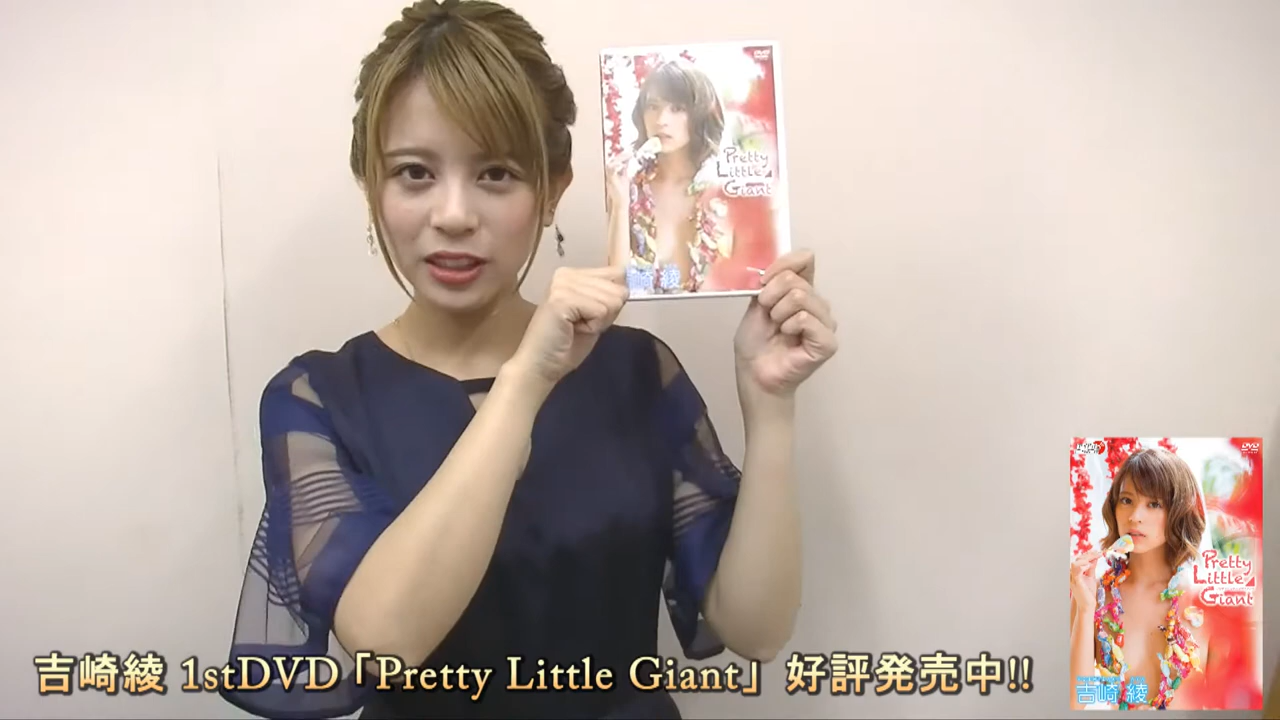 DVD
Pretty
Little
Giant
吉崎 綾
吉崎綾 1stDVD「Pretty Little Giant」 好評発売中!!
DVD
Pretty
Little
Giant
吉崎 綾